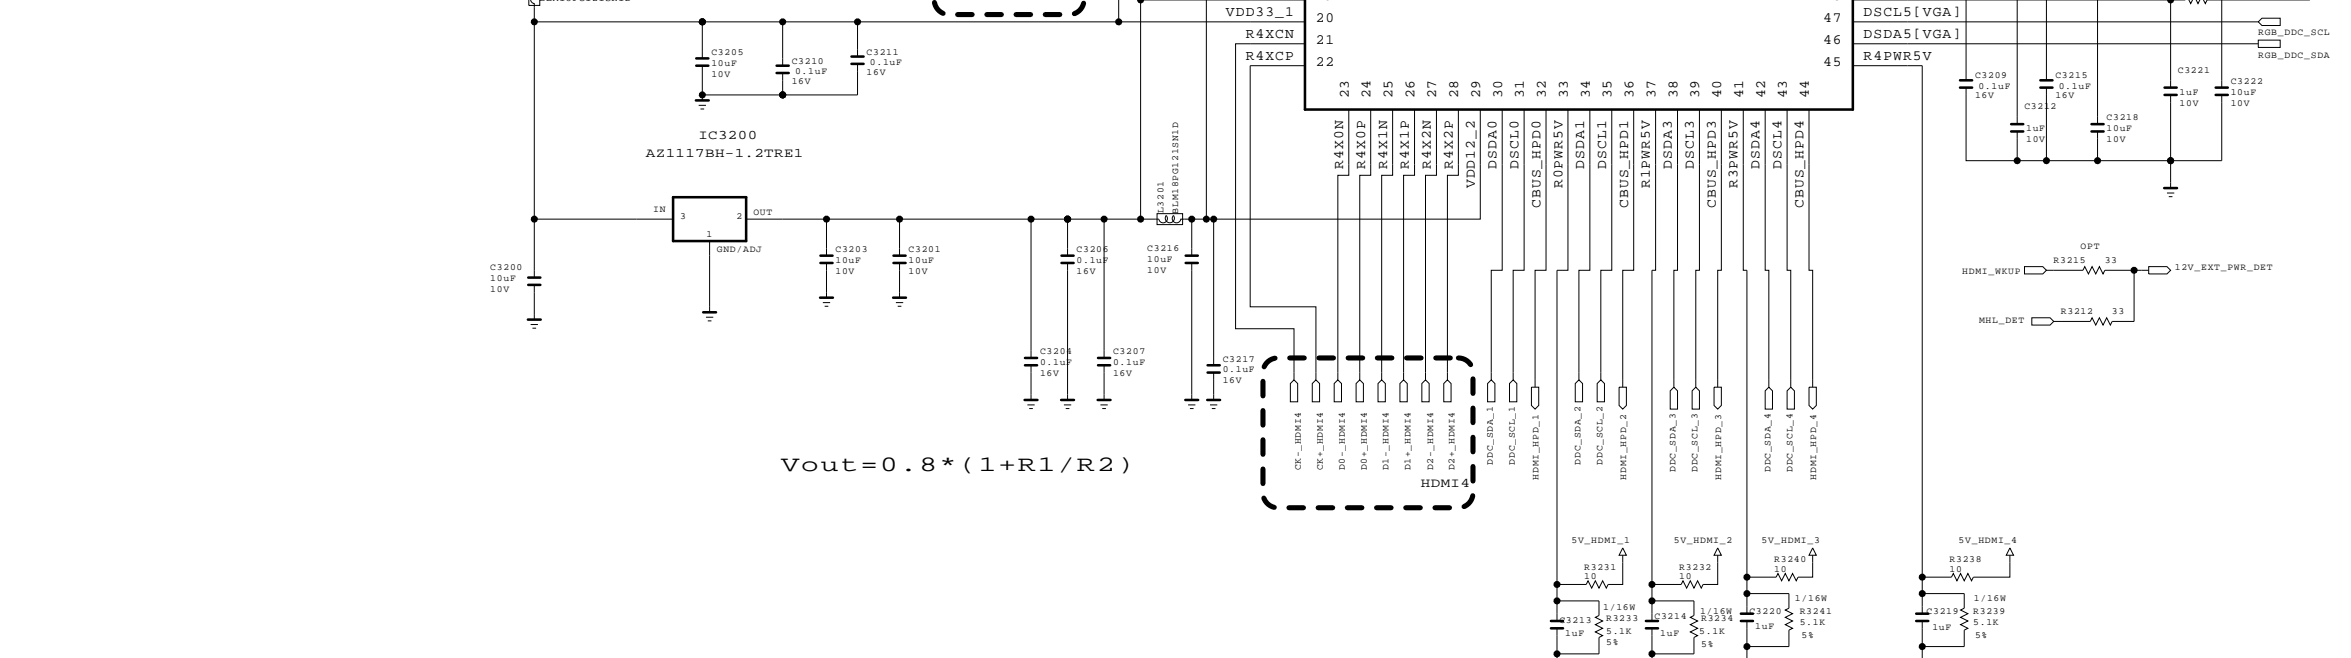 VDD33_1
20
R4XCN
21
R4XCP
22
47
DSCL5[VGA]
46
DSDA5[VGA]
45
R4PWR5V
RGB_DDC_SCL
RGB_DDC_SDA
C3205
10uF
10V
C3210
0.1uF
16V
C3211
0.1uF
16V
23
24
25
26
27
28
29
30
31
32
33
34
35
36
37
38
39
40
41
42
43
44
R4X0N
R4X0P
R4X1N
R4X1P
R4X2N
R4X2P
VDD12_2
DSDA0
DSCL0
CBUS_HPD0
R0PWR5V
DSDA1
DSCL1
CBUS_HPD1
R1PWR5V
DSDA3
DSCL3
CBUS_HPD3
R3PWR5V
DSDA4
DSCL4
CBUS_HPD4
C3209
0.1uF
16V
C3212
1uF
10V
C3215
0.1uF
16V
C3218
10uF
10V
C3221
1uF
10V
C3222
10uF
10V
IC3200
AZ1117BH-1.2TRE1
IN
3
2
OUT
1
GND/ADJ
L3201
BLM18PG121SN1D
C3200
10uF
10V
C3203
10uF
10V
C3201
10uF
10V
C3206
0.1uF
16V
C3216
10uF
10V
C3204
0.1uF
16V
C3207
0.1uF
16V
C3217
0.1uF
16V
OPT
R3215
33
HDMI_WKUP
12V_EXT_PWR_DET
R3212
33
MHL_DET
CK-_HDMI4
CK+_HDMI4
D0-_HDMI4
D0+_HDMI4
D1-_HDMI4
D1+_HDMI4
D2-_HDMI4
D2+_HDMI4
HDMI4
DDC_SDA_1
DDC_SCL_1
HDMI_HPD_1
DDC_SDA_2
DDC_SCL_2
HDMI_HPD_2
DDC_SDA_3
DDC_SCL_3
HDMI_HPD_3
DDC_SDA_4
DDC_SCL_4
HDMI_HPD_4
Vout=0.8*(1+R1/R2)
5V_HDMI_1
R3231
10
C3213
1uF
1/16W
R3233
5.1K
5%
5V_HDMI_2
R3232
10
C3214
1uF
1/16W
R3234
5.1K
5%
5V_HDMI_3
R3240
10
C3220
1uF
1/16W
R3241
5.1K
5%
5V_HDMI_4
R3238
10
C3219
1uF
1/16W
R3239
5.1K
5%